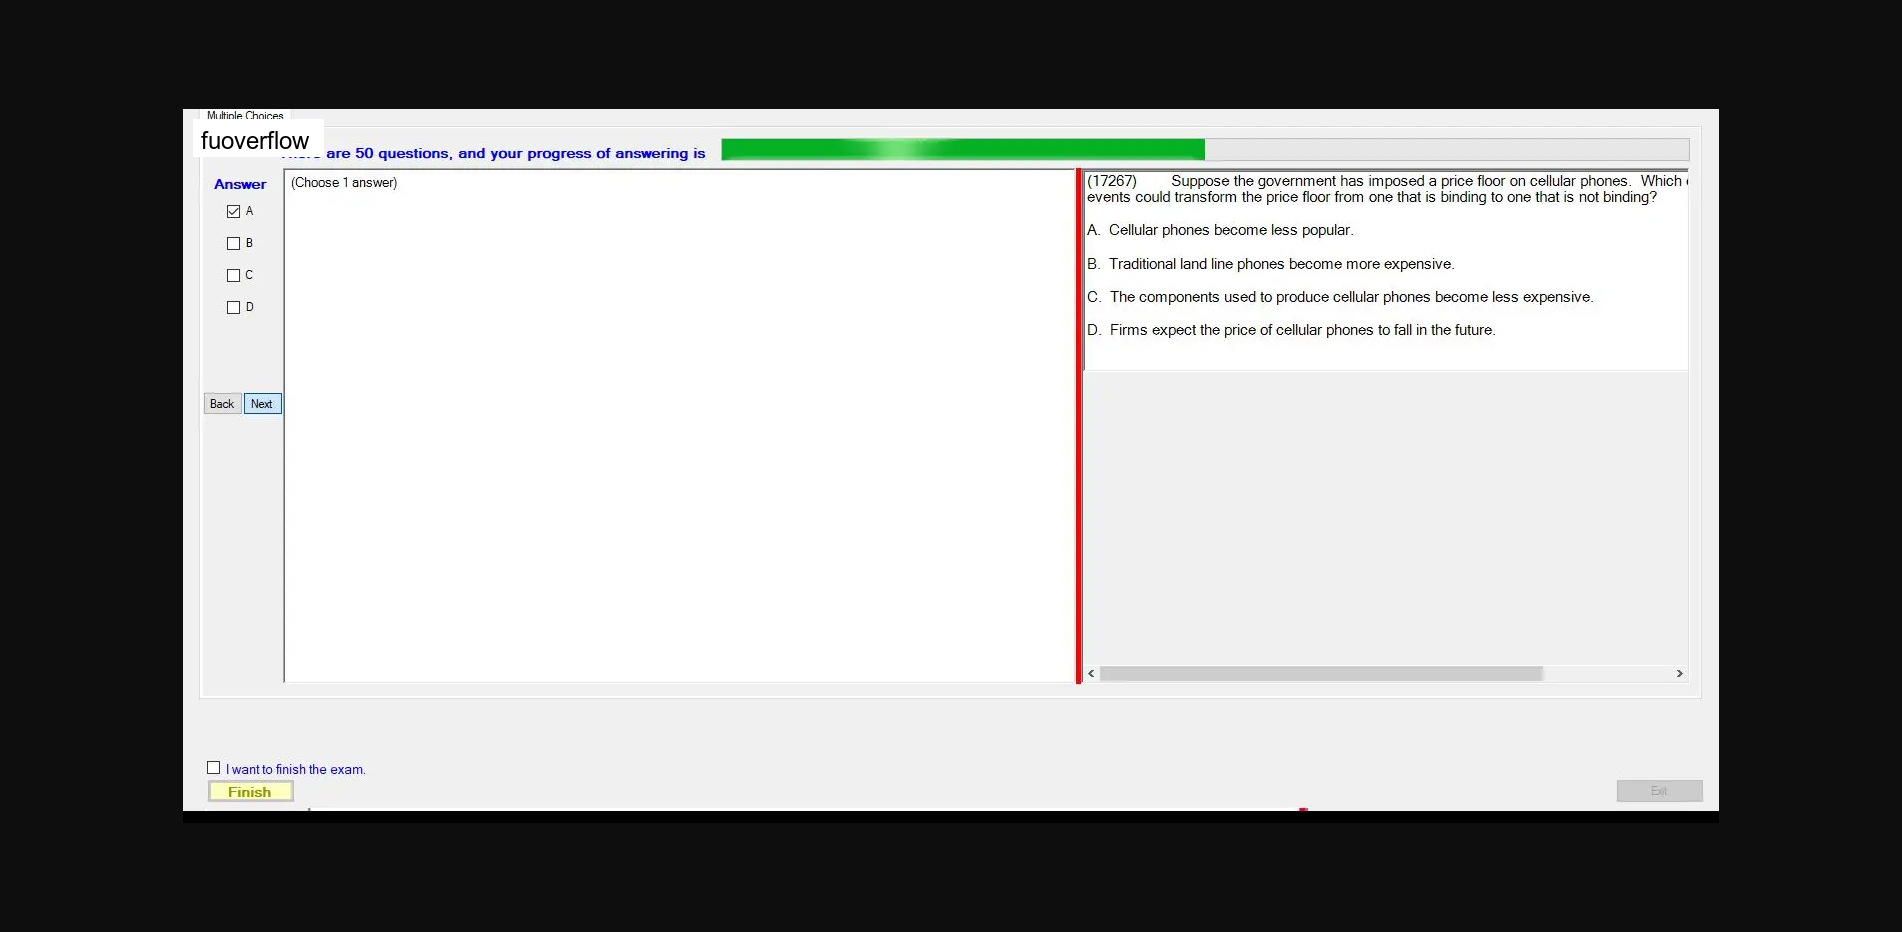 Multiple Choices
fuoverflow
are 50 questions, and your progress of answering is
Answer
(Choose 1 answer)
A
B
C
D
Back Next
(17267) Suppose the government has imposed a price floor on cellular phones. Which
events could transform the price floor from one that is binding to one that is not binding?
A. Cellular phones become less popular.
B. Traditional land line phones become more expensive.
C. The components used to produce cellular phones become less expensive.
D. Firms expect the price of cellular phones to fall in the future.
I want to finish the exam.
Finish
Exit